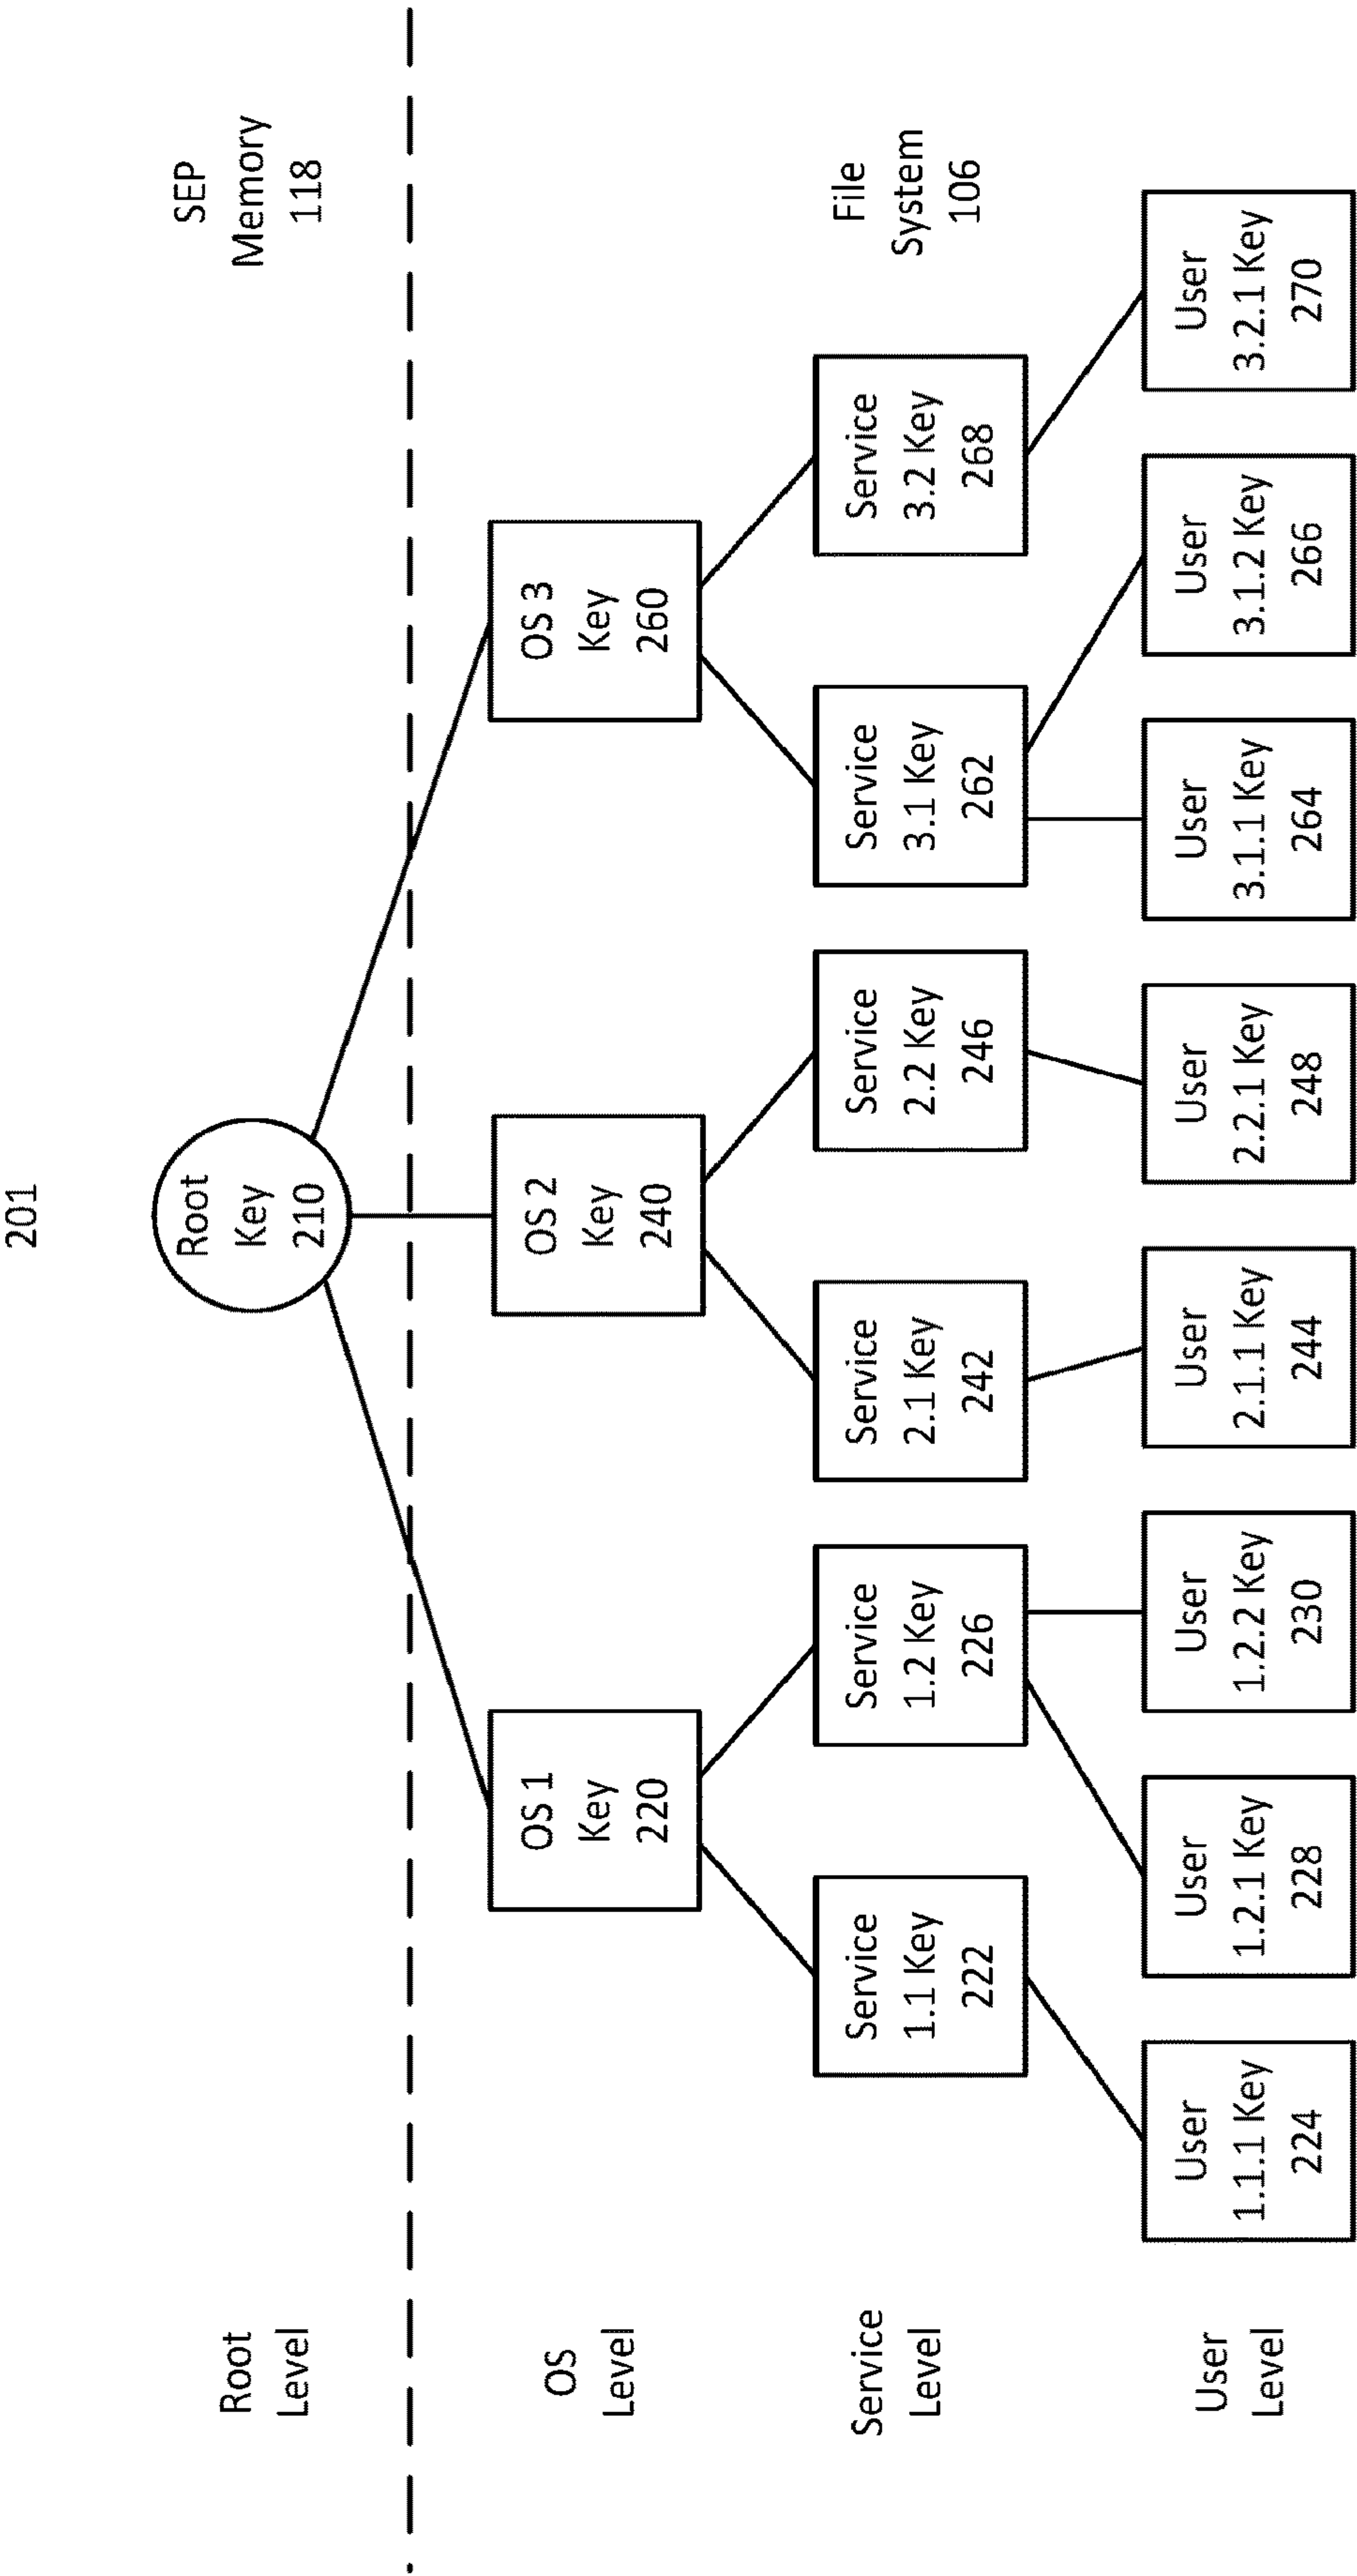 201
Root
Level
SEP
Memory
118
Root
Key
210
OS
Level
OS 1
Key
220
OS 2
Key
240
OS 3
Key
260
File
System
106
Service
Level
Service
1.1 Key
222
Service
1.2 Key
226
Service
2.1 Key
242
Service
2.2 Key
246
Service
3.1 Key
262
Service
3.2 Key
268
User
Level
User
1.1.1 Key
224
User
1.2.1 Key
228
User
1.2.2 Key
230
User
2.1.1 Key
244
User
2.2.1 Key
248
User
3.1.1 Key
264
User
3.1.2 Key
266
User
3.2.1 Key
270